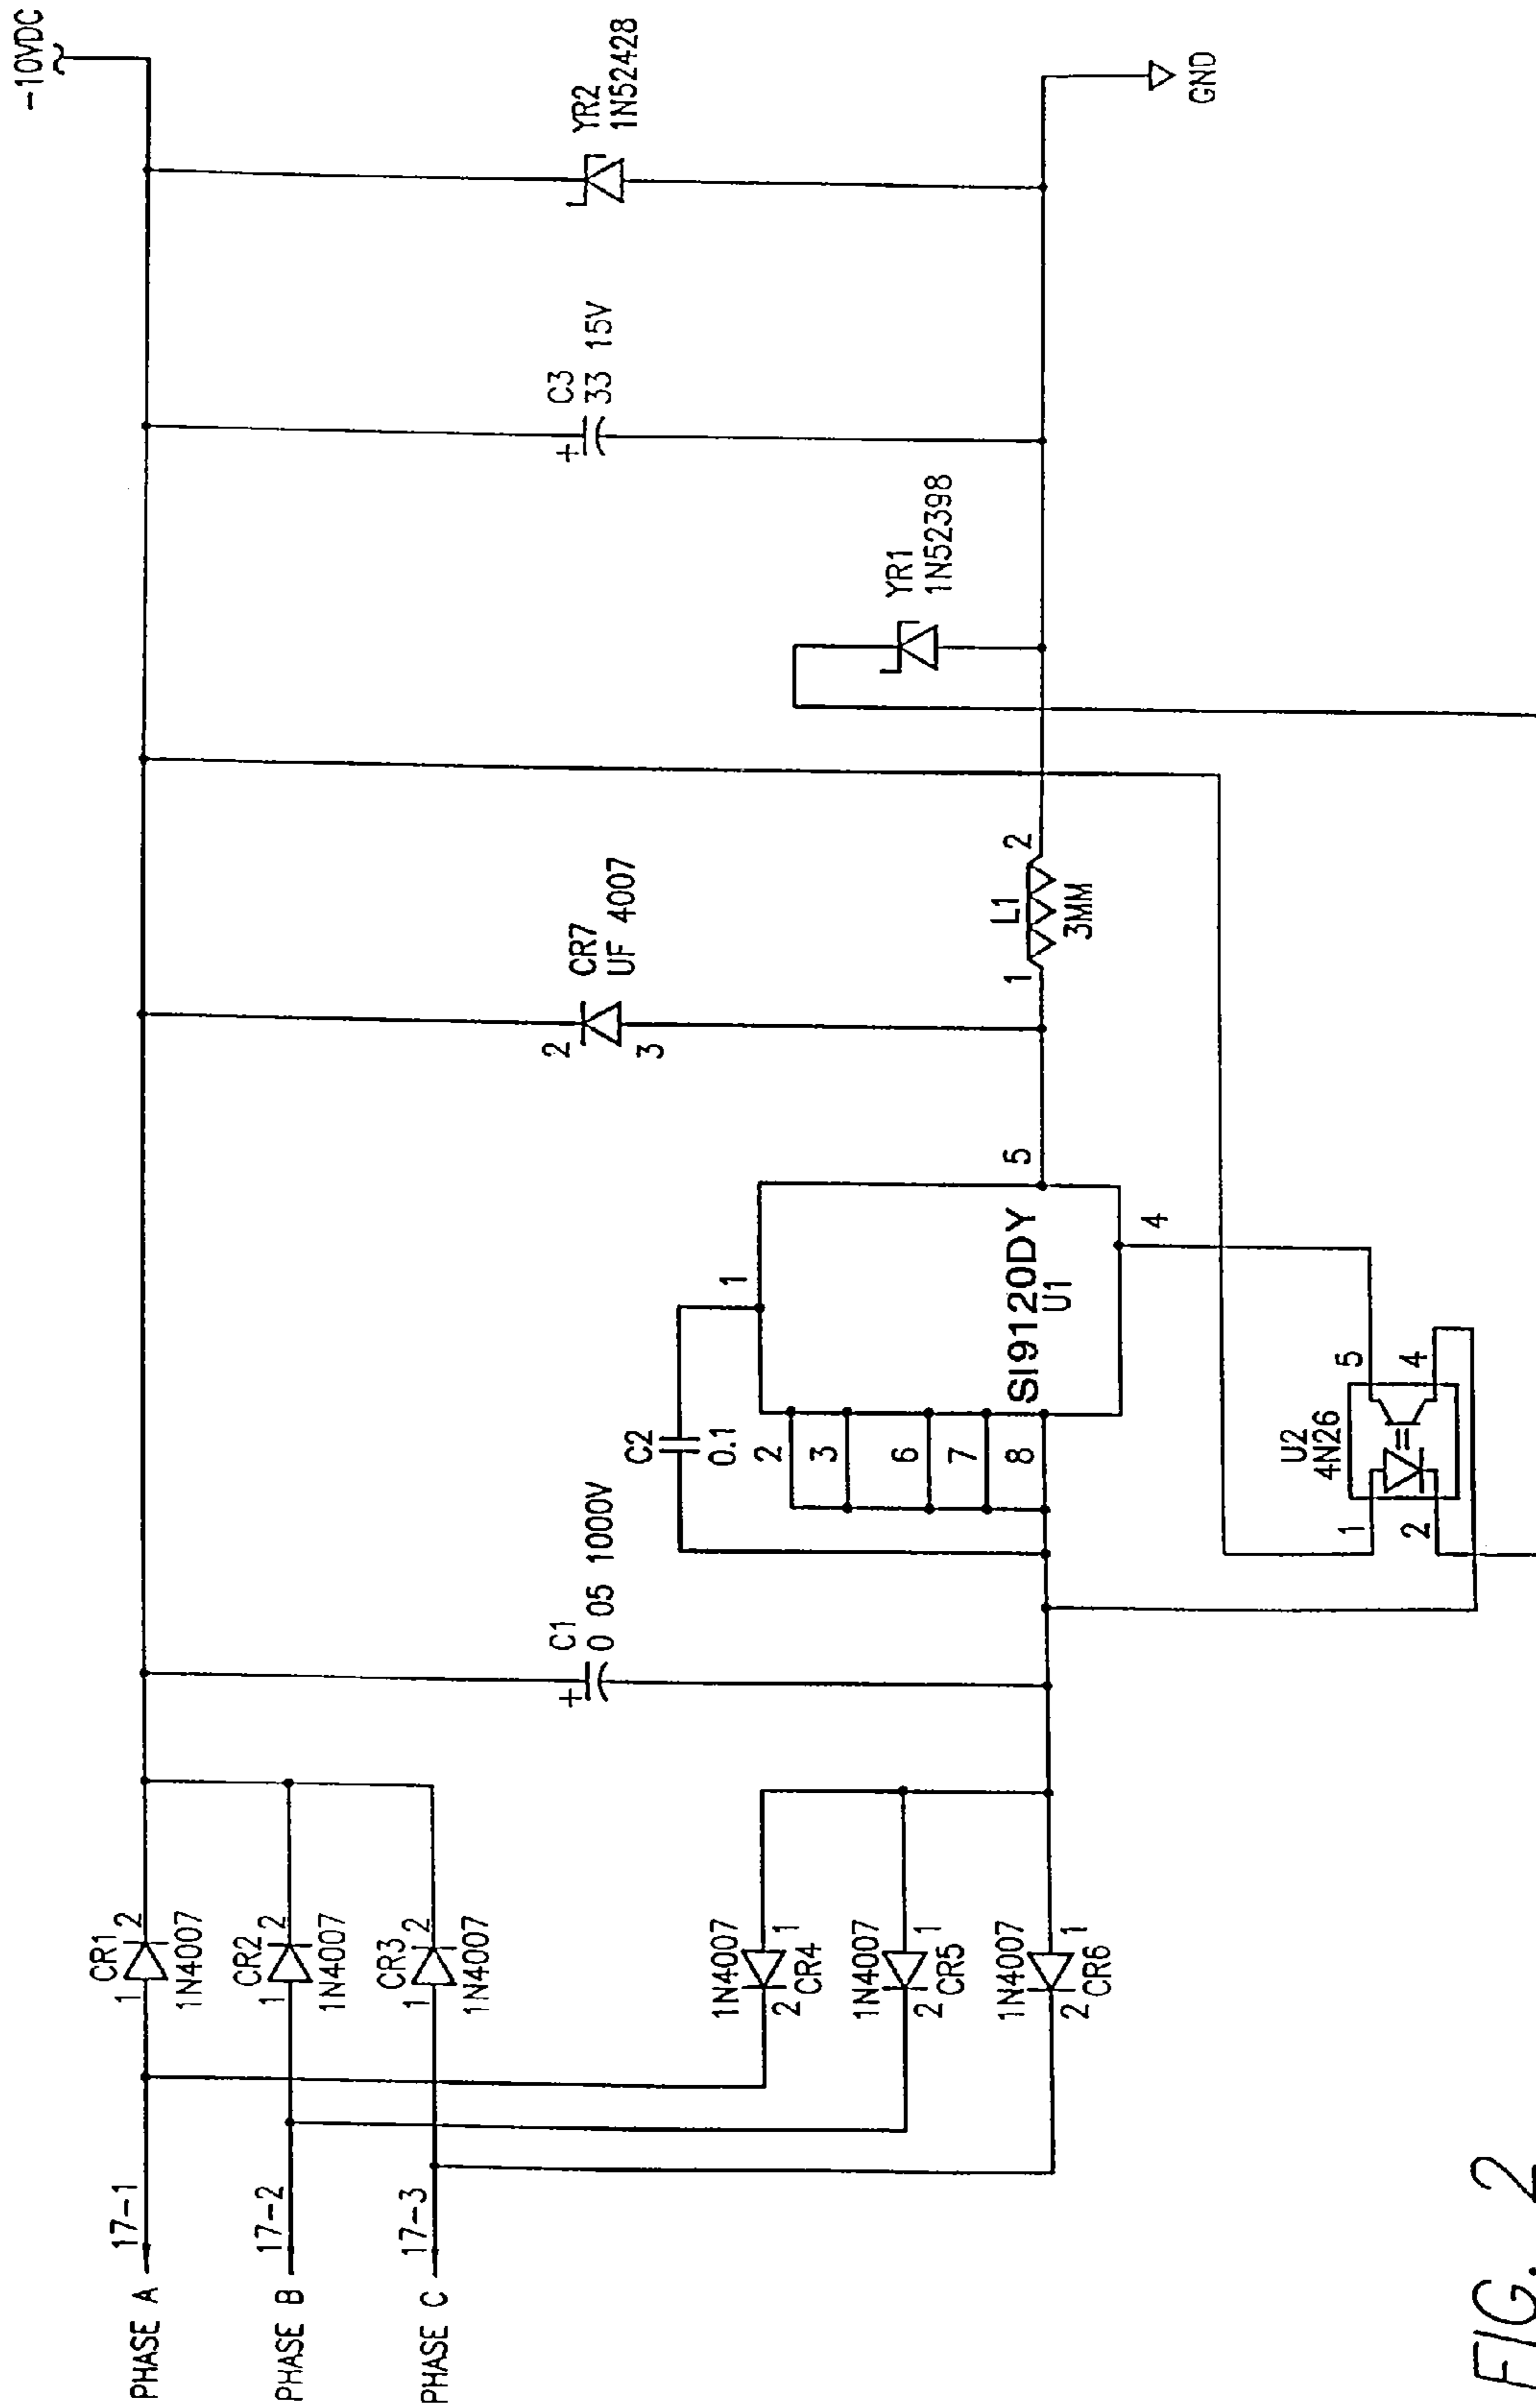 PHASE A
17-1
PHASE B
17-2
PHASE C
17-3
CR1
1
2
1N4007
CR2
1
2
1N4007
CR3
1
2
1N4007
1N4007
2
1
CR4
1N4007
2
1
CR5
1N4007
2
1
CR6
+
C1
0 05 1000V
C2
0.1
1
2
3
6
7
8
SI9120DY
U1
5
4
U2
4N26
1
2
5
4
2
CR7
UF 4007
3
1
L1
2
3MM
YR1
1N52398
+
C3
33 15V
YR2
1N52428
-10VDC
GND
FIG. 2